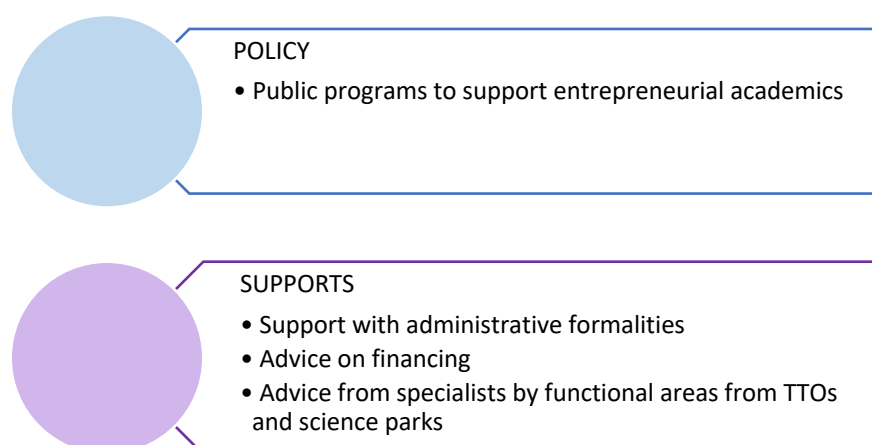 POLICY
• Public programs to support entrepreneurial academics
SUPPORTS
• Support with administrative formalities
• Advice on financing
• Advice from specialists by functional areas from TTOs
and science parks